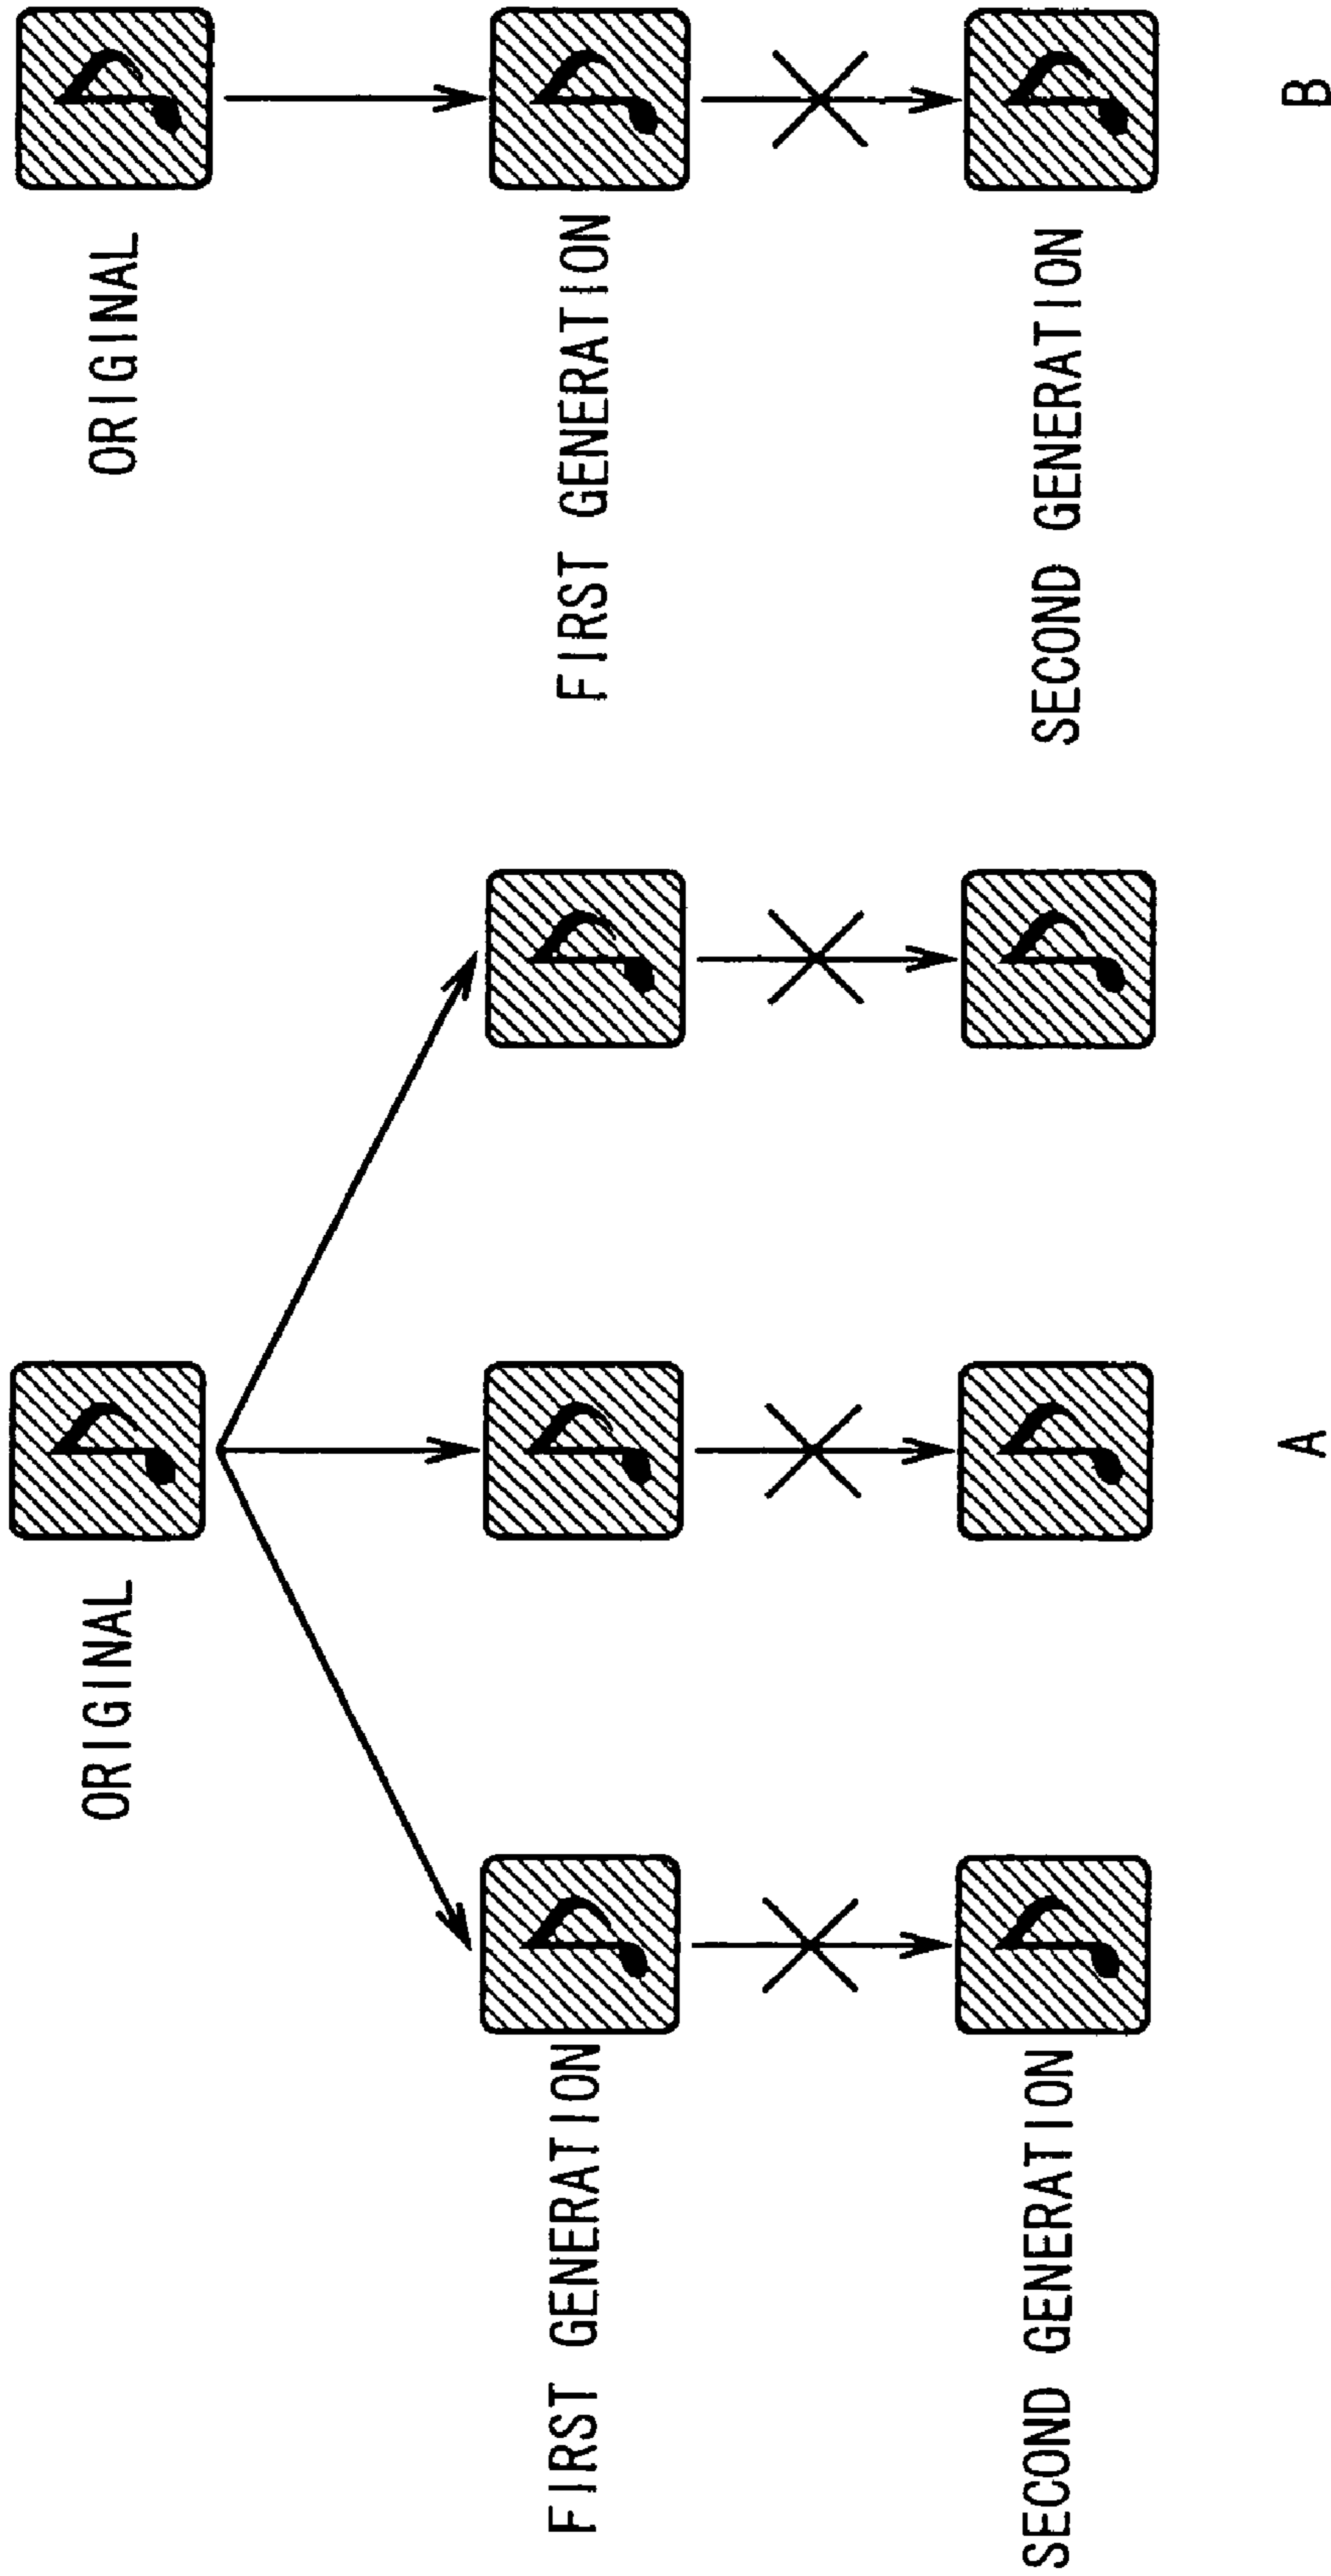 ORIGINAL
FIRST GENERATION
SECOND GENERATION
A
ORIGINAL
FIRST GENERATION
SECOND GENERATION
B